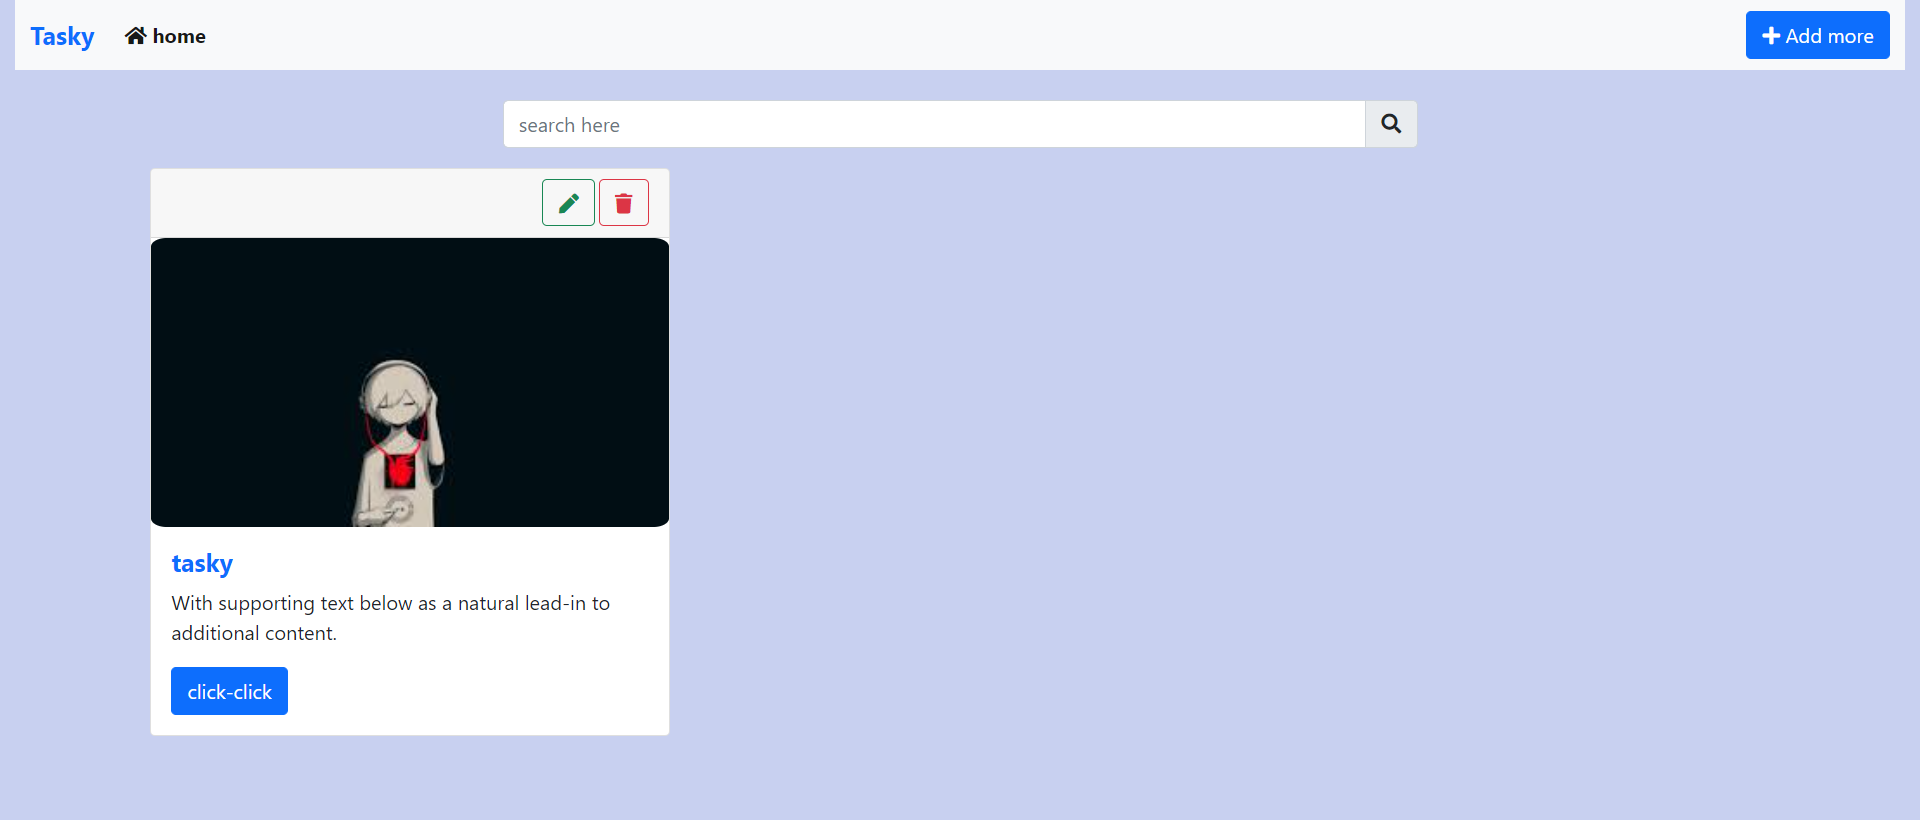 Tasky
home
Add more
search here
tasky
With supporting text below as a natural lead-in to
additional content.
click-click